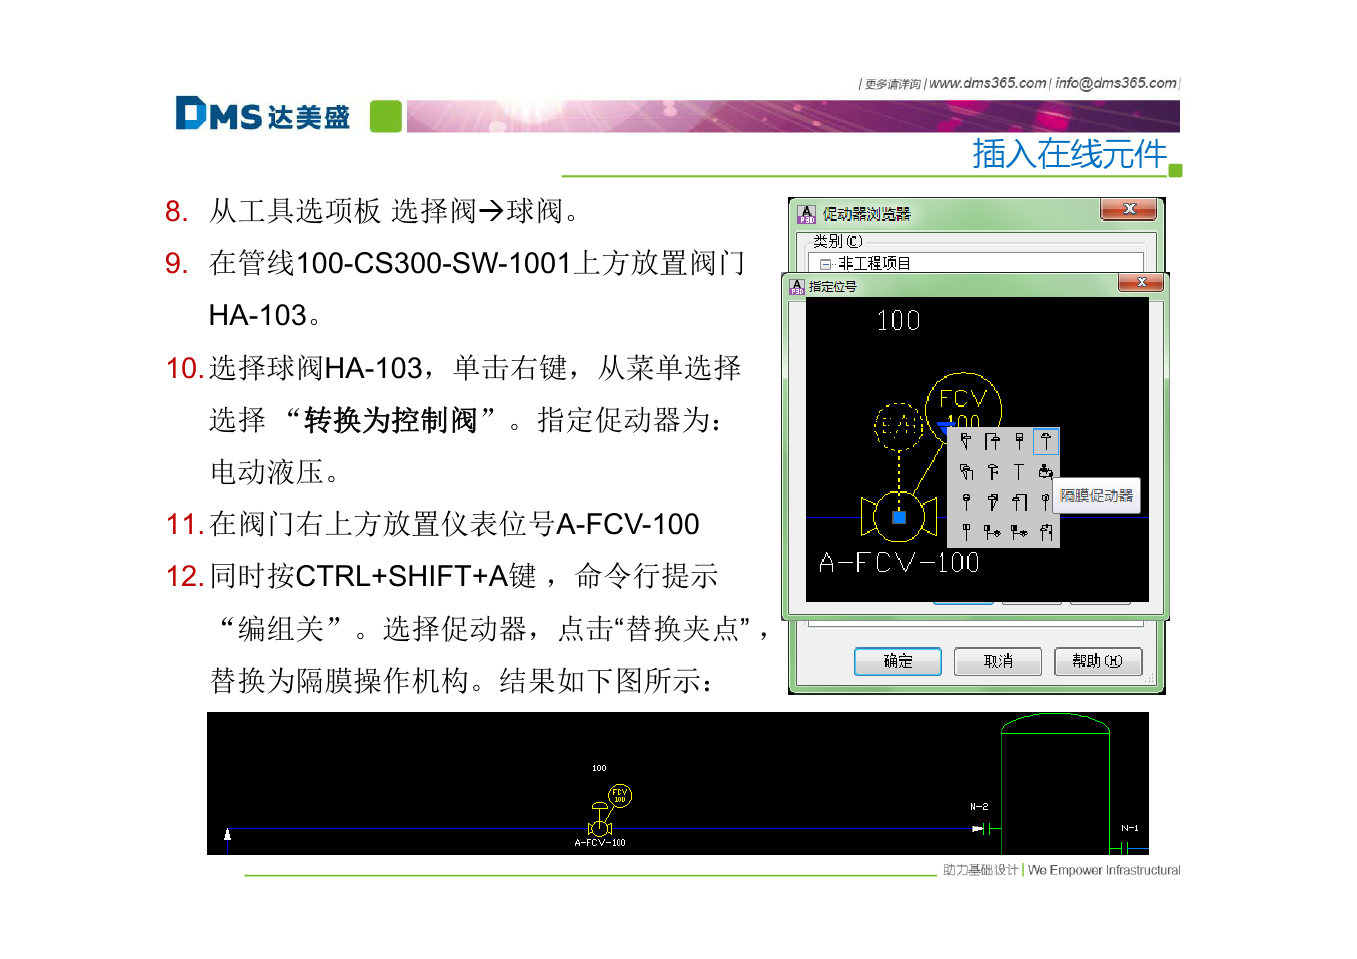 |更多请详询|www.dms365.com| info@dms365.com|
DMS 达美盛
插入在线元件
8. 从工具选项板 选择阀→球阀。
9. 在管线100-CS300-SW-1001上方放置阀门
HA-103。
10. 选择球阀HA-103，单击右键，从菜单选择
选择 “转换为控制阀”。指定促动器为：
电动液压。
11. 在阀门右上方放置仪表位号A-FCV-100
12. 同时按CTRL+SHIFT+A键 ，命令行提示
“编组关”。选择促动器，点击“替换夹点”，
替换为隔膜操作机构。结果如下图所示：
促动器浏览器
类别(C)
非工程项目
指定位号
100
FCV
100
隔膜促动器
A-FCV-100
确定
取消
帮助(H)
100
FCV
100
A-FCV-100
N-2
N-1
助力基础设计| We Empower Infrastructural